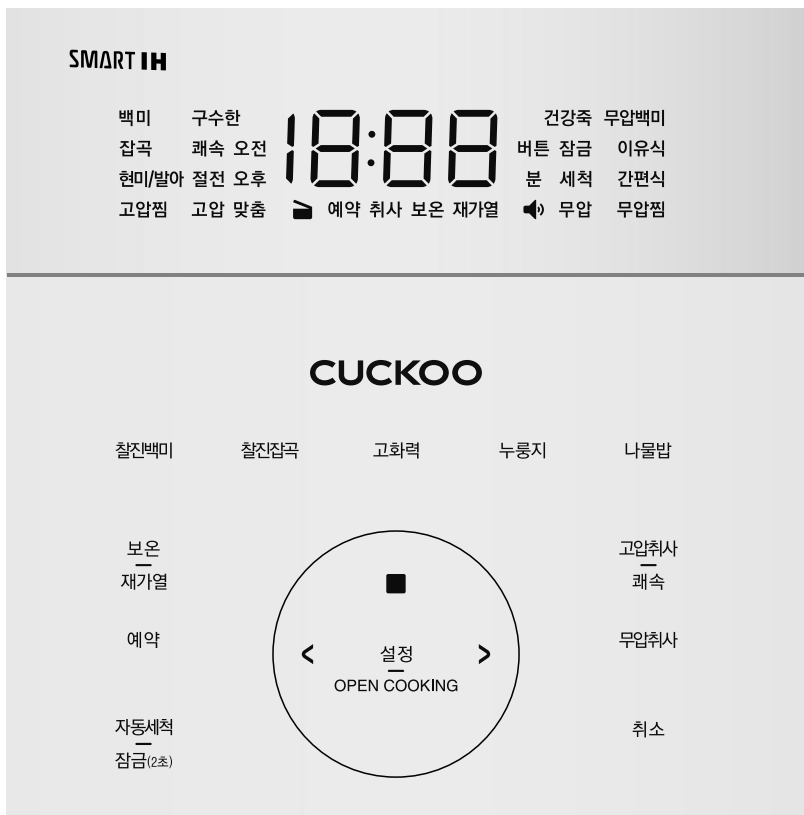 SMART IH
백미 구수한 18:88 건강죽 무압백미
잡곡 쾌속 오전 버튼 잠금 이유식
현미/발아 절전 오후 분 세척 간편식
고압찜 고압 맞춤 예약 취사 보온 재가열 무압 무압찜
CUCKOO
찰진백미 찰진잡곡 고화력 누룽지 나물밥
보온 고압취사
재가열 쾌속
예약 무압취사
< 설정 >
OPEN COOKING
자동세척 취소
잠금(2초)